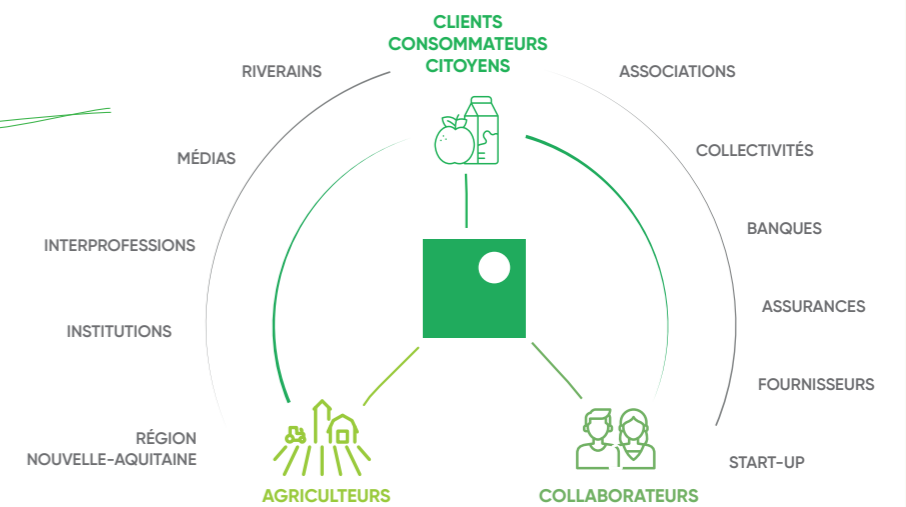 CLIENTS
CONSOMMATEURS
CITOYENS
RIVERAINS
ASSOCIATIONS
MÉDIAS
COLLECTIVITÉS
INTERPROFESSIONS
BANQUES
INSTITUTIONS
ASSURANCES
FOURNISSEURS
RÉGION
NOUVELLE-AQUITAINE
START-UP
AGRICULTEURS
COLLABORATEURS